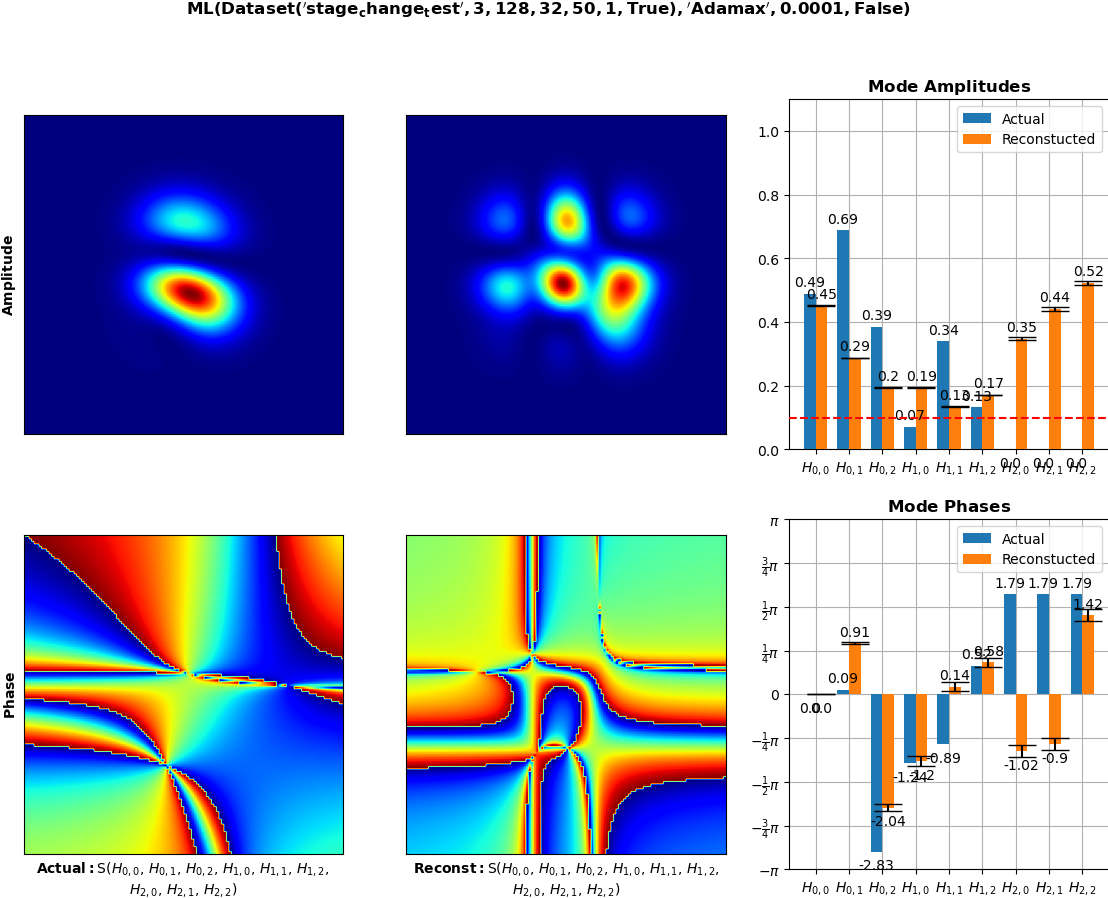 ML(Dataset('stage_change_test', 3, 128, 32, 50, 1, True), 'Adamax', 0.0001, False)
Amplitude
Mode Amplitudes
Actual
Reconstucted
1.0
0.8
0.6
0.4
0.2
0.0
0.49
0.45
0.69
0.29
0.39
0.2
0.07
0.19
0.34
0.13
0.13
0.17
0.0
0.35
0.0
0.44
0.0
0.52
H0,0 H0,1 H0,2 H1,0 H1,1 H1,2 H2,0 H2,1 H2,2
Phase
Actual: S(H0,0, H0,1, H0,2, H1,0, H1,1, H1,2,
H2,0, H2,1, H2,2)
Reconst: S(H0,0, H0,1, H0,2, H1,0, H1,1, H1,2,
H2,0, H2,1, H2,2)
Mode Phases
Actual
Reconstucted
π
3/4π
1/2π
1/4π
0
−1/4π
−1/2π
−3/4π
−π
0.0
0.0
0.09
0.91
-2.83
-2.04
-1.24
-1.2
-0.89
0.14
0.58
1.79
-1.02
1.79
-0.9
1.79
1.42
H0,0 H0,1 H0,2 H1,0 H1,1 H1,2 H2,0 H2,1 H2,2